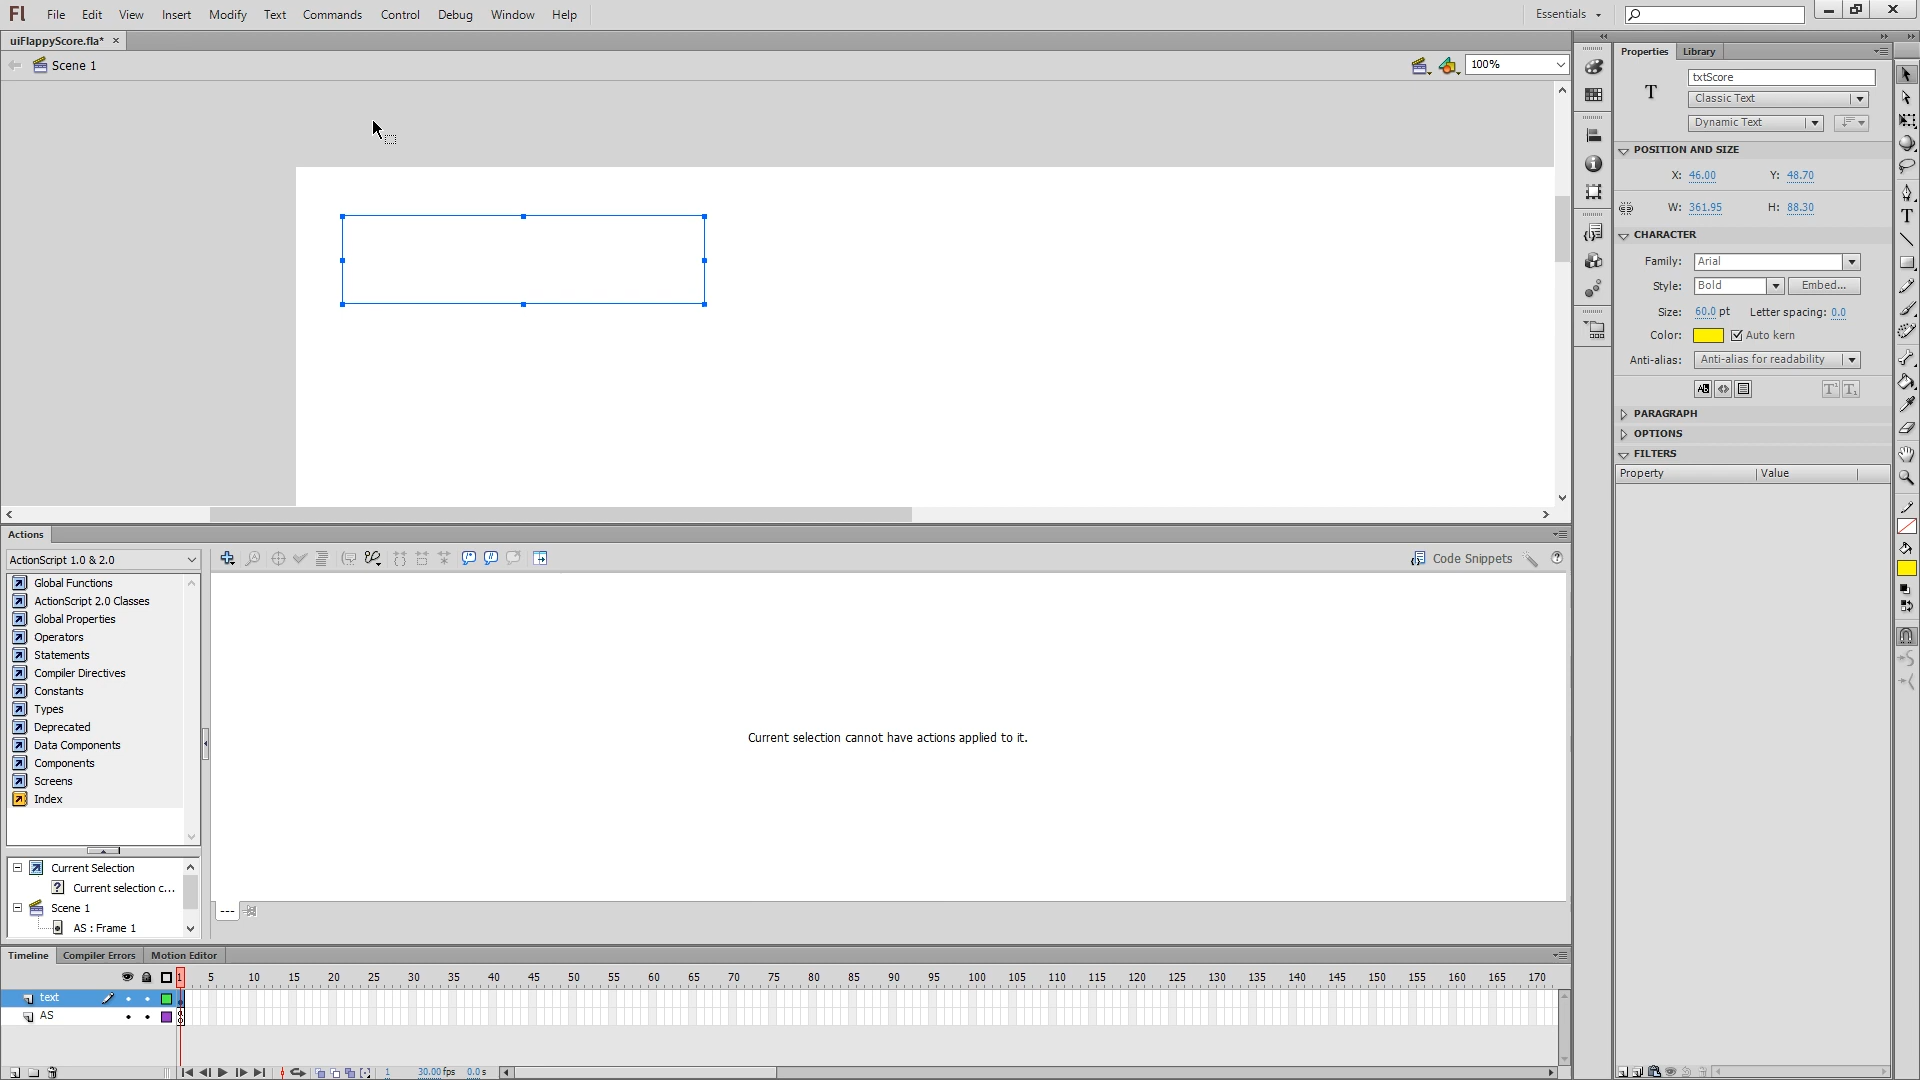 Fl File Edit View Insert Modify Text Commands Control Debug Window Help Essentials
uiFlappyScore.fla* ×
Scene 1 100%
Properties Library
txtScore
T Classic Text
Dynamic Text
POSITION AND SIZE
X: 46.00 Y: 48.70
W: 361.95 H: 88.30
CHARACTER
Family: Arial
Style: Bold Embed...
Size: 60.0 pt Letter spacing: 0.0
Color: Auto kern
Anti-alias: Anti-alias for readability
PARAGRAPH
OPTIONS
FILTERS
Property Value
Actions
ActionScript 1.0 & 2.0
Code Snippets
Global Functions
ActionScript 2.0 Classes
Global Properties
Operators
Statements
Compiler Directives
Constants
Types
Deprecated
Data Components
Components
Screens
Index
Current selection cannot have actions applied to it.
Current Selection
Current selection c...
Scene 1
AS : Frame 1
---
Timeline Compiler Errors Motion Editor
1 5 10 15 20 25 30 35 40 45 50 55 60 65 70 75 80 85 90 95 100 105 110 115 120 125 130 135 140 145 150 155 160 165 170
text
AS
1 30.00 fps 0.0 s